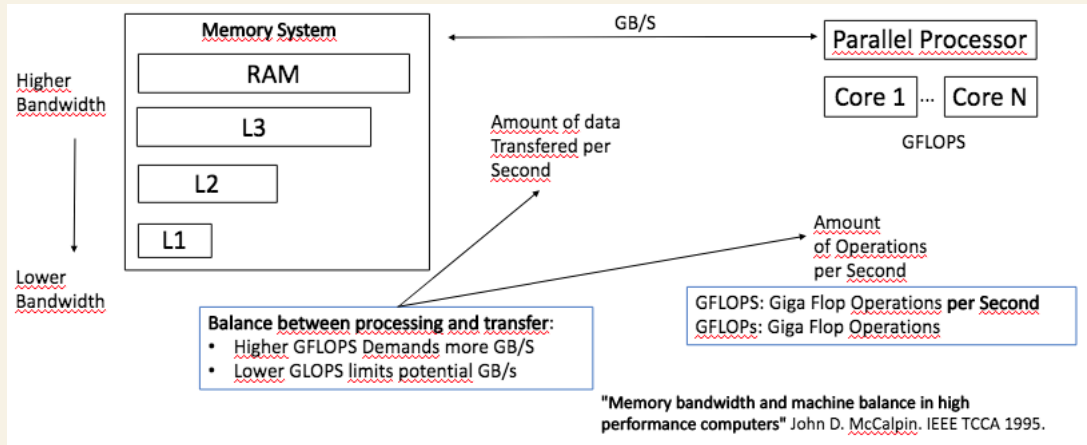 Memory System
RAM
L3
L2
L1
Higher
Bandwidth
Lower
Bandwidth
GB/S
Parallel Processor
Core 1
...
Core N
GFLOPS
Amount of data
Transfered per
Second
Amount
of Operations
per Second
GFLOPS: Giga Flop Operations per Second
GFLOPs: Giga Flop Operations
Balance between processing and transfer:
• Higher GFLOPS Demands more GB/S
• Lower GLOPS limits potential GB/s
"Memory bandwidth and machine balance in high
performance computers" John D. McCalpin. IEEE TCCA 1995.